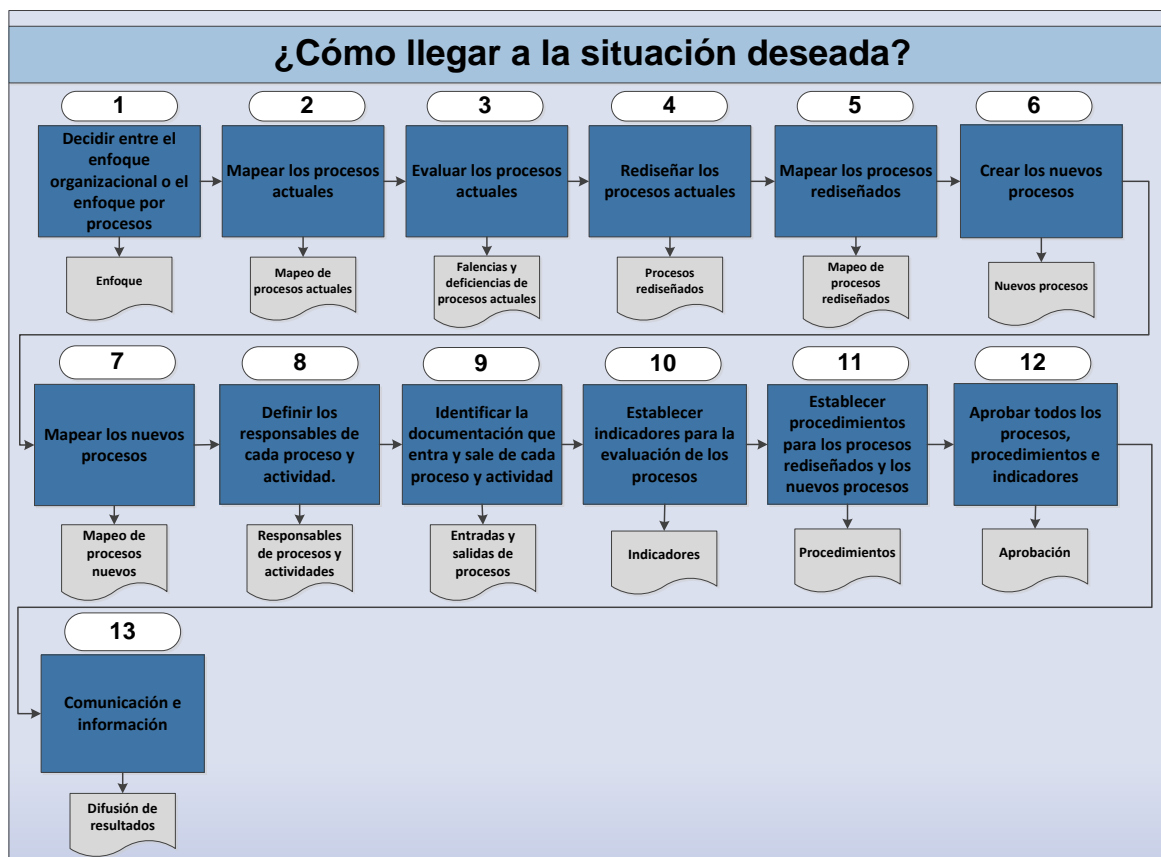 ¿Cómo llegar a la situación deseada?
1
Decidir entre el
enfoque
organizacional o el
enfoque por
procesos
Enfoque
2
Mapear los procesos
actuales
Mapeo de
procesos actuales
3
Evaluar los procesos
actuales
Falencias y
deficiencias de
procesos actuales
4
Rediseñar los
procesos actuales
Procesos
rediseñados
5
Mapear los procesos
rediseñados
Mapeo de
procesos
rediseñados
6
Crear los nuevos
procesos
Nuevos procesos
7
Mapear los nuevos
procesos
Mapeo de
procesos
nuevos
8
Definir los
responsables de
cada proceso y
actividad.
Responsables
de procesos y
actividades
9
Identificar la
documentación que
entra y sale de cada
proceso y actividad
Entradas y
salidas de
procesos
10
Establecer
indicadores para la
evaluación de los
procesos
Indicadores
11
Establecer
procedimientos
para los procesos
rediseñados y los
nuevos procesos
Procedimientos
12
Aprobar todos los
procesos,
procedimientos e
indicadores
Aprobación
13
Comunicación e
información
Difusión de
resultados